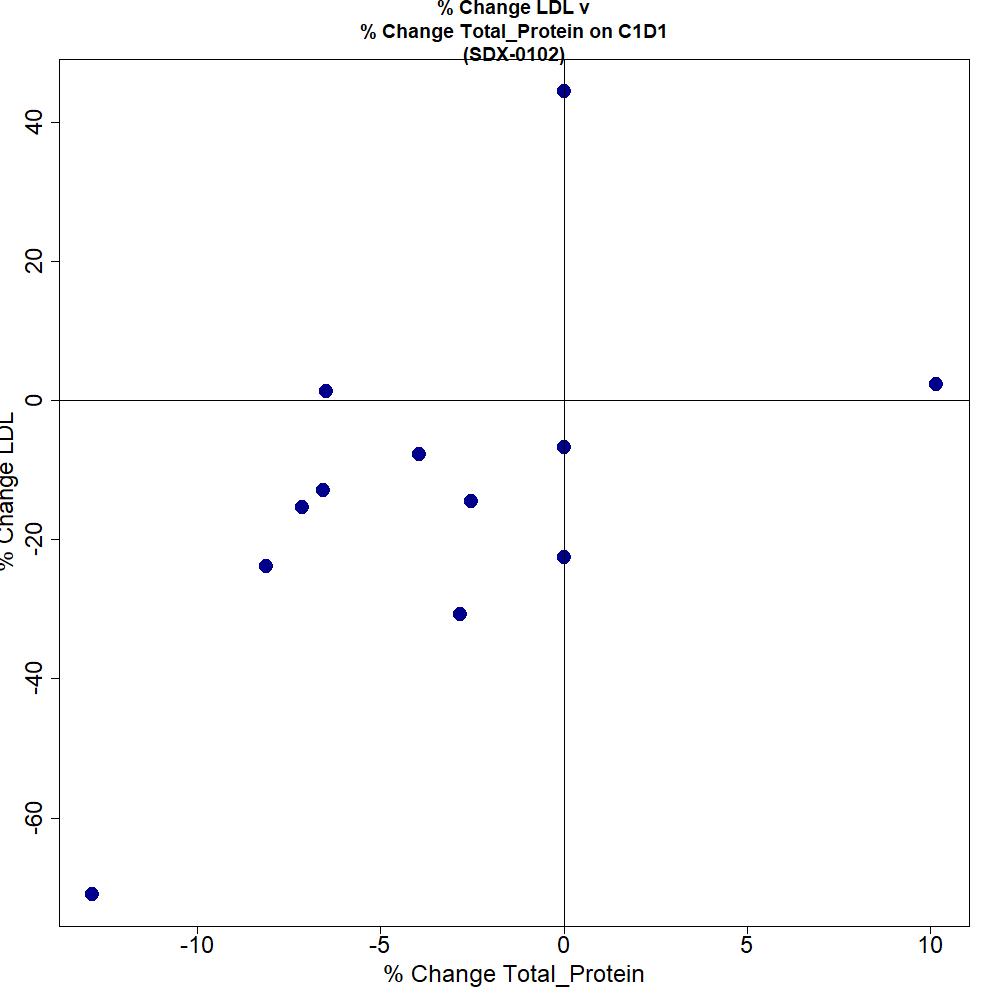 % Change LDL v
% Change Total_Protein on C1D1
(SDX-0102)
40
20
0
-20
-40
-60
% Change LDL
-10
-5
0
5
10
% Change Total_Protein